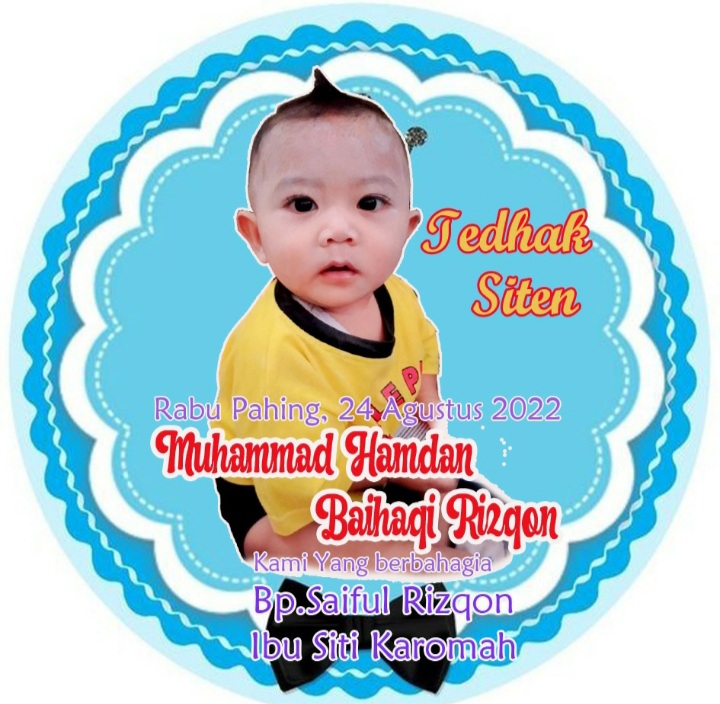 Tedhak
Siten
EP
Rabu Pahing, 24 Agustus 2022
Muhammad Hamdan
Baihaqi Rizqon
Kami Yang berbahagia
Bp.Saiful Rizqon
Ibu Siti Karomah